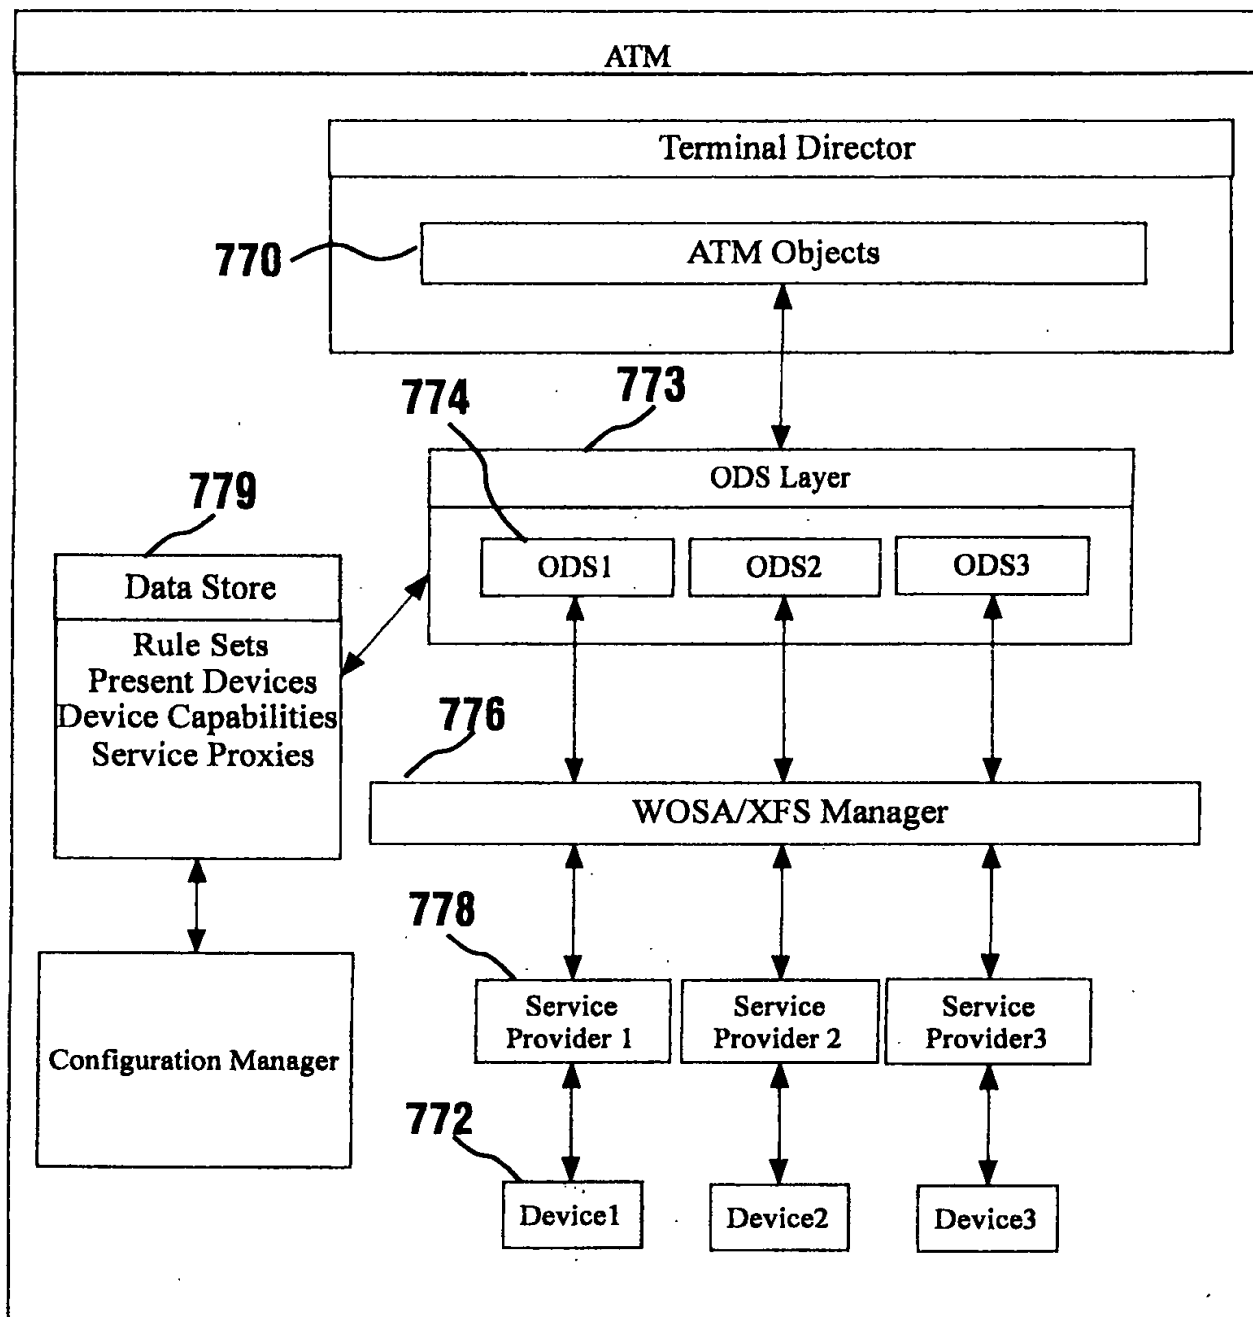 ATM
Terminal Director
770
ATM Objects
773
774
ODS Layer
779
ODS1
ODS2
ODS3
Data Store
Rule Sets
Present Devices
Device Capabilities
Service Proxies
776
WOSA/XFS Manager
778
Service
Provider 1
Service
Provider 2
Service
Provider3
Configuration Manager
772
Device1
Device2
Device3